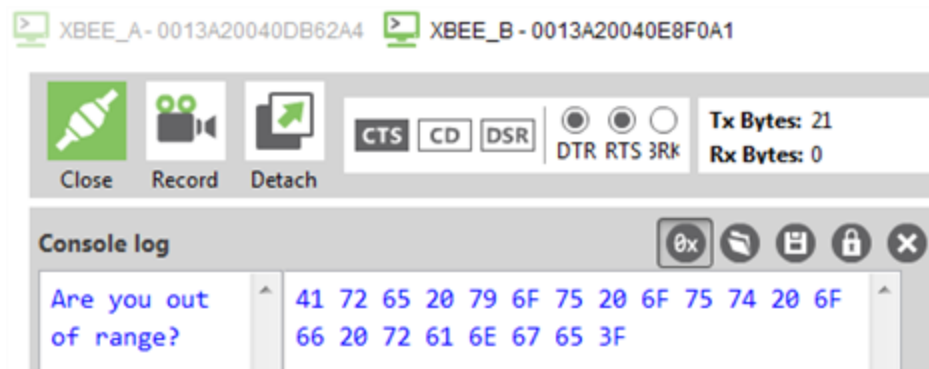 XBEE_A - 0013A20040DB62A4 XBEE_B - 0013A20040E8F0A1
CTS CD DSR
DTR RTS BRK
Tx Bytes: 21
Rx Bytes: 0
Close Record Detach
Console log
0x
Are you out
of range?
41 72 65 20 79 6F 75 20 6F 75 74 20 6F
66 20 72 61 6E 67 65 3F